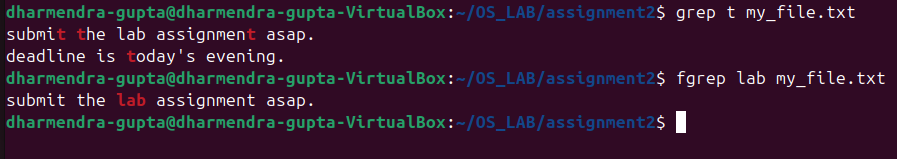 dharmendra-gupta@dharmendra-gupta-VirtualBox:~/OS_LAB/assignment2$ grep t my_file.txt
submit the lab assignment asap.
deadline is today's evening.
dharmendra-gupta@dharmendra-gupta-VirtualBox:~/OS_LAB/assignment2$ fgrep lab my_file.txt
submit the lab assignment asap.
dharmendra-gupta@dharmendra-gupta-VirtualBox:~/OS_LAB/assignment2$